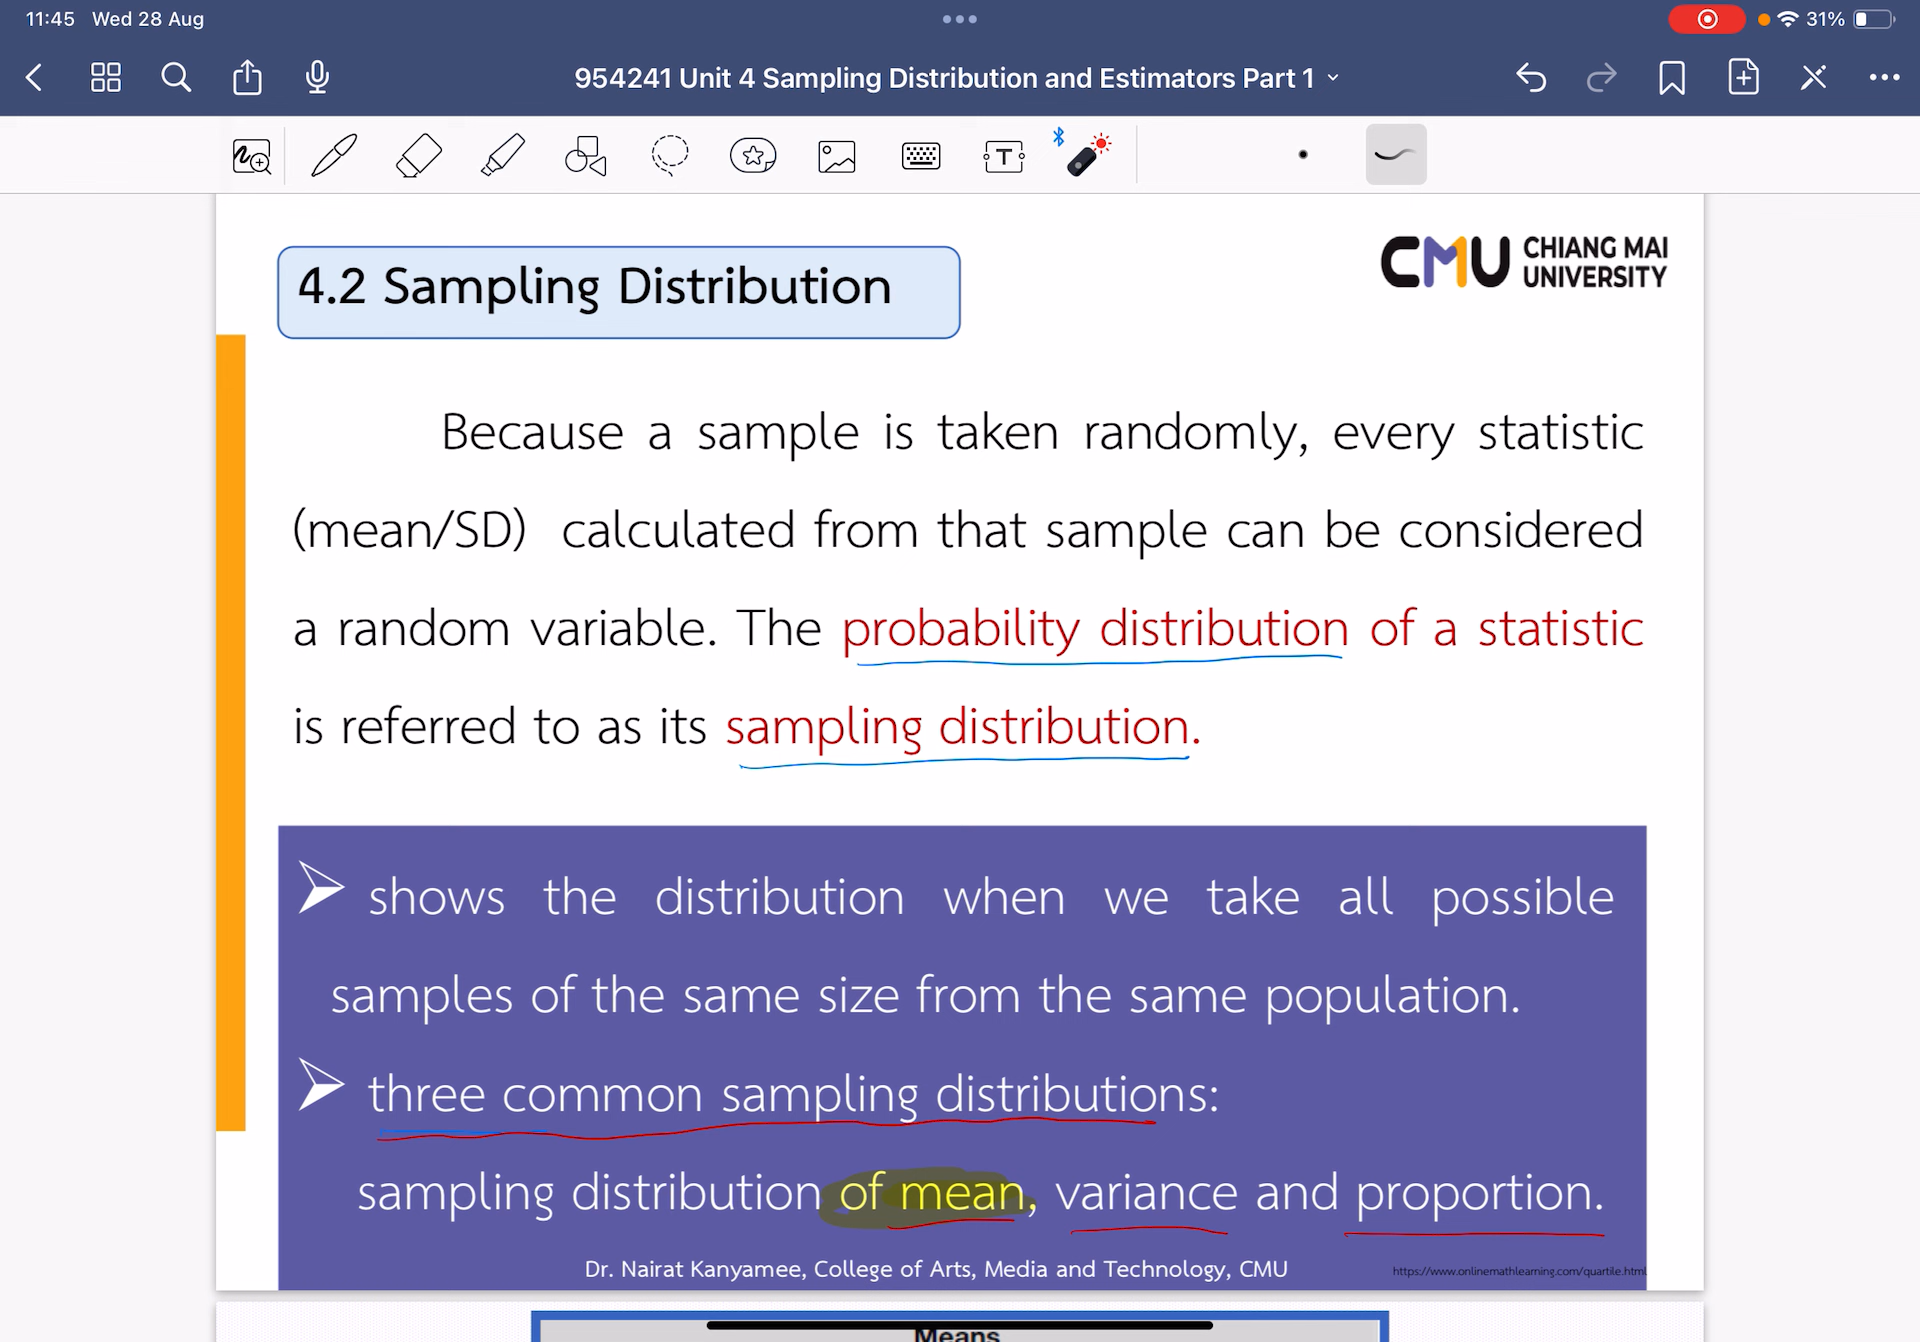 11:45 Wed 28 Aug
31%
954241 Unit 4 Sampling Distribution and Estimators Part 1
T
4.2 Sampling Distribution
CMU CHIANG MAI
UNIVERSITY
Because a sample is taken randomly, every statistic
(mean/SD) calculated from that sample can be considered
a random variable. The probability distribution of a statistic
is referred to as its sampling distribution.
shows the distribution when we take all possible
samples of the same size from the same population.
three common sampling distributions:
sampling distribution of mean, variance and proportion.
Dr. Nairat Kanyamee, College of Arts, Media and Technology, CMU
https://www.onlinemathlearning.com/quartile.html
Means